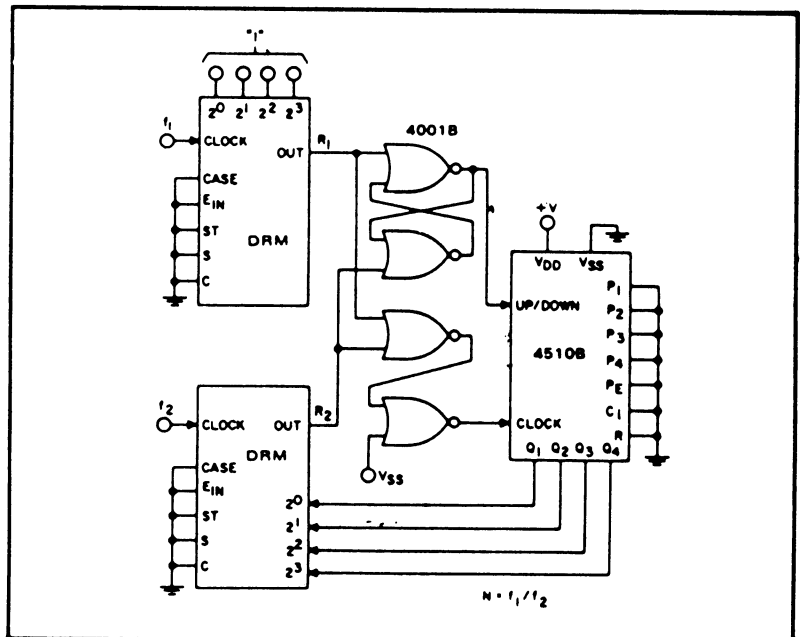 "1"
2⁰ 2¹ 2² 2³
f₁
CLOCK
OUT
R₁
CASE
E_IN
ST
DRM
S
C
4001B
+V
V_DD V_SS
UP/DOWN
4510B
P₁
P₂
P₃
P₄
P_E
C_I
R
CLOCK
Q₁ Q₂ Q₃ Q₄
V_SS
f₂
CLOCK
OUT
R₂
DRM
CASE
E_IN
ST
S
C
2⁰
2¹
2²
2³
N = f₁/f₂